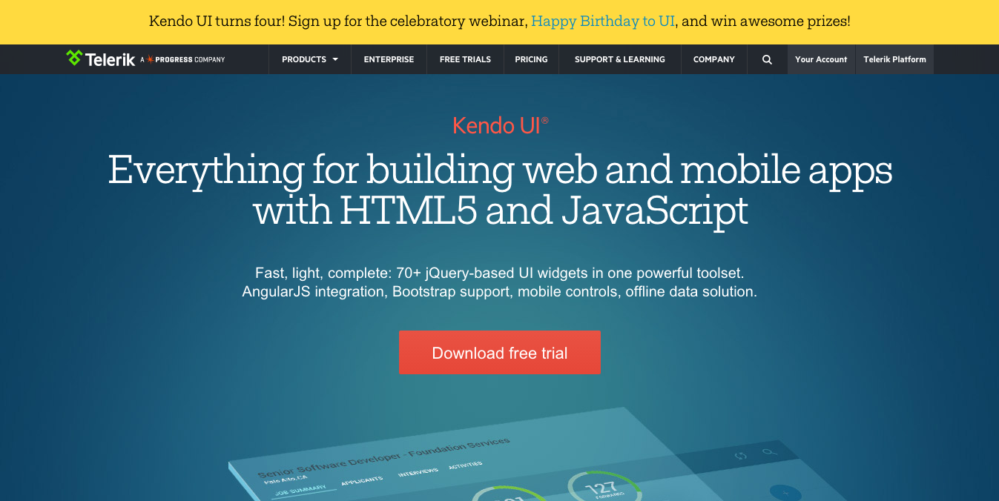 Kendo UI turns four! Sign up for the celebratory webinar, Happy Birthday to UI, and win awesome prizes!
Telerik A PROGRESS COMPANY PRODUCTS ENTERPRISE FREE TRIALS PRICING SUPPORT & LEARNING COMPANY Your Account Telerik Platform
Kendo UI®
Everything for building web and mobile apps
with HTML5 and JavaScript
Fast, light, complete: 70+ jQuery-based UI widgets in one powerful toolset.
AngularJS integration, Bootstrap support, mobile controls, offline data solution.
Download free trial
Senior Software Developer - Foundation Services
Palo Alto, CA
JOB SUMMARY APPLICANTS INTERVIEWS ACTIVITIES
127
FORWARDS